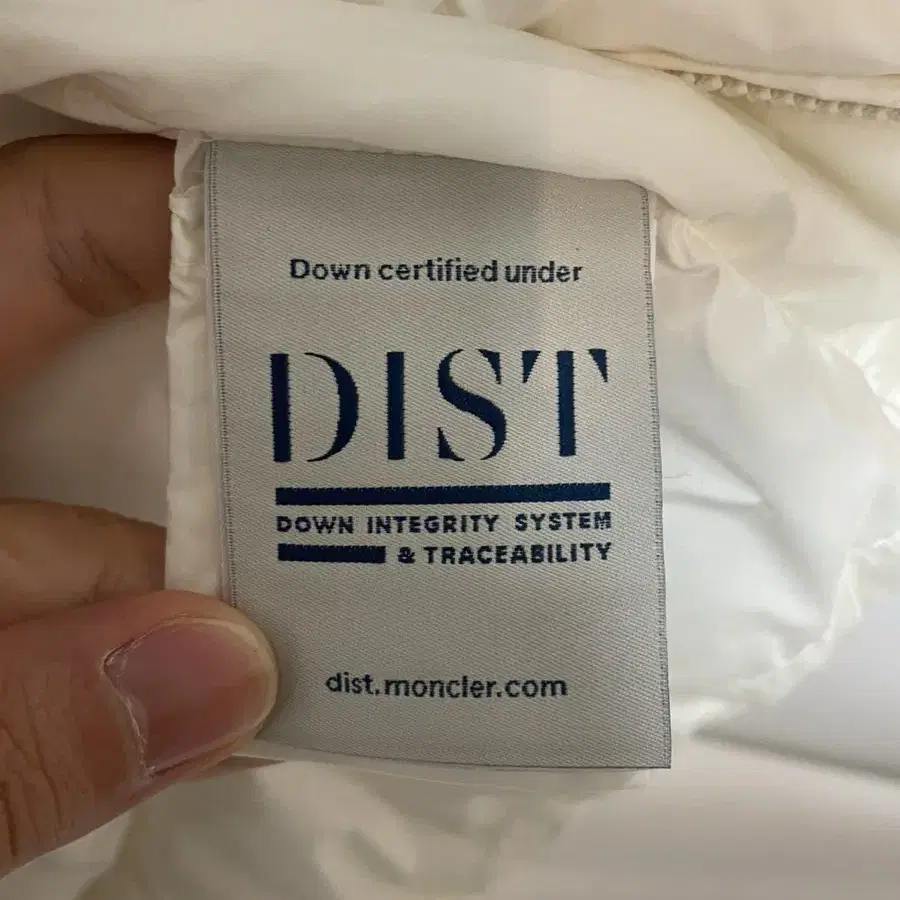 Down certified under
DIST
DOWN INTEGRITY SYSTEM
& TRACEABILITY
dist.moncler.com